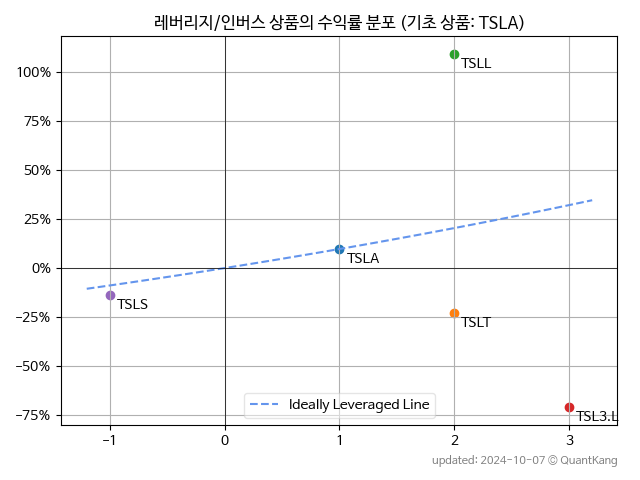 레버리지/인버스 상품의 수익률 분포 (기초 상품: TSLA)
100%
75%
50%
25%
0%
−25%
−50%
−75%
TSLL
TSLA
TSLS
TSLT
TSL3.L
Ideally Leveraged Line
−1 0 1 2 3
updated: 2024-10-07 © QuantKang